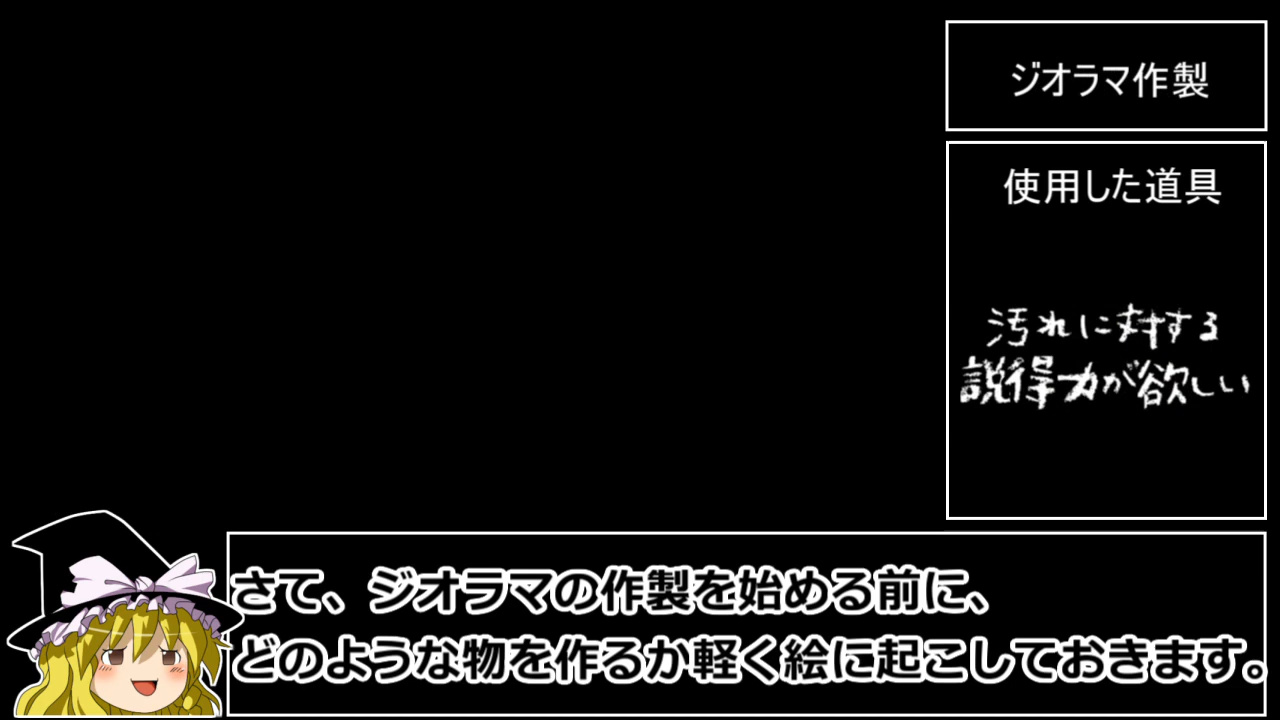 ジオラマ作製
使用した道具
汚れに対する
説得力が欲しい
さて、ジオラマの作製を始める前に、
どのような物を作るか軽く絵に起こしておきます。